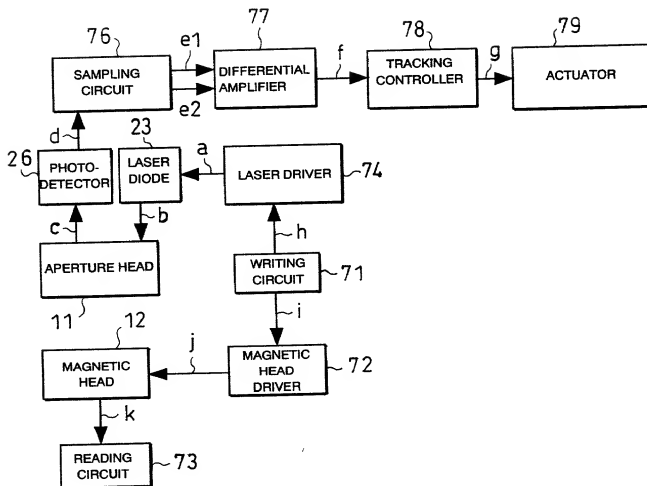 76
77
78
79
SAMPLING
CIRCUIT
e1
e2
DIFFERENTIAL
AMPLIFIER
f
TRACKING
CONTROLLER
g
ACTUATOR
d
26
PHOTO-
DETECTOR
23
LASER
DIODE
a
LASER DRIVER
74
c
b
h
APERTURE HEAD
11
WRITING
CIRCUIT
71
i
12
MAGNETIC
HEAD
j
MAGNETIC
HEAD
DRIVER
72
k
READING
CIRCUIT
73